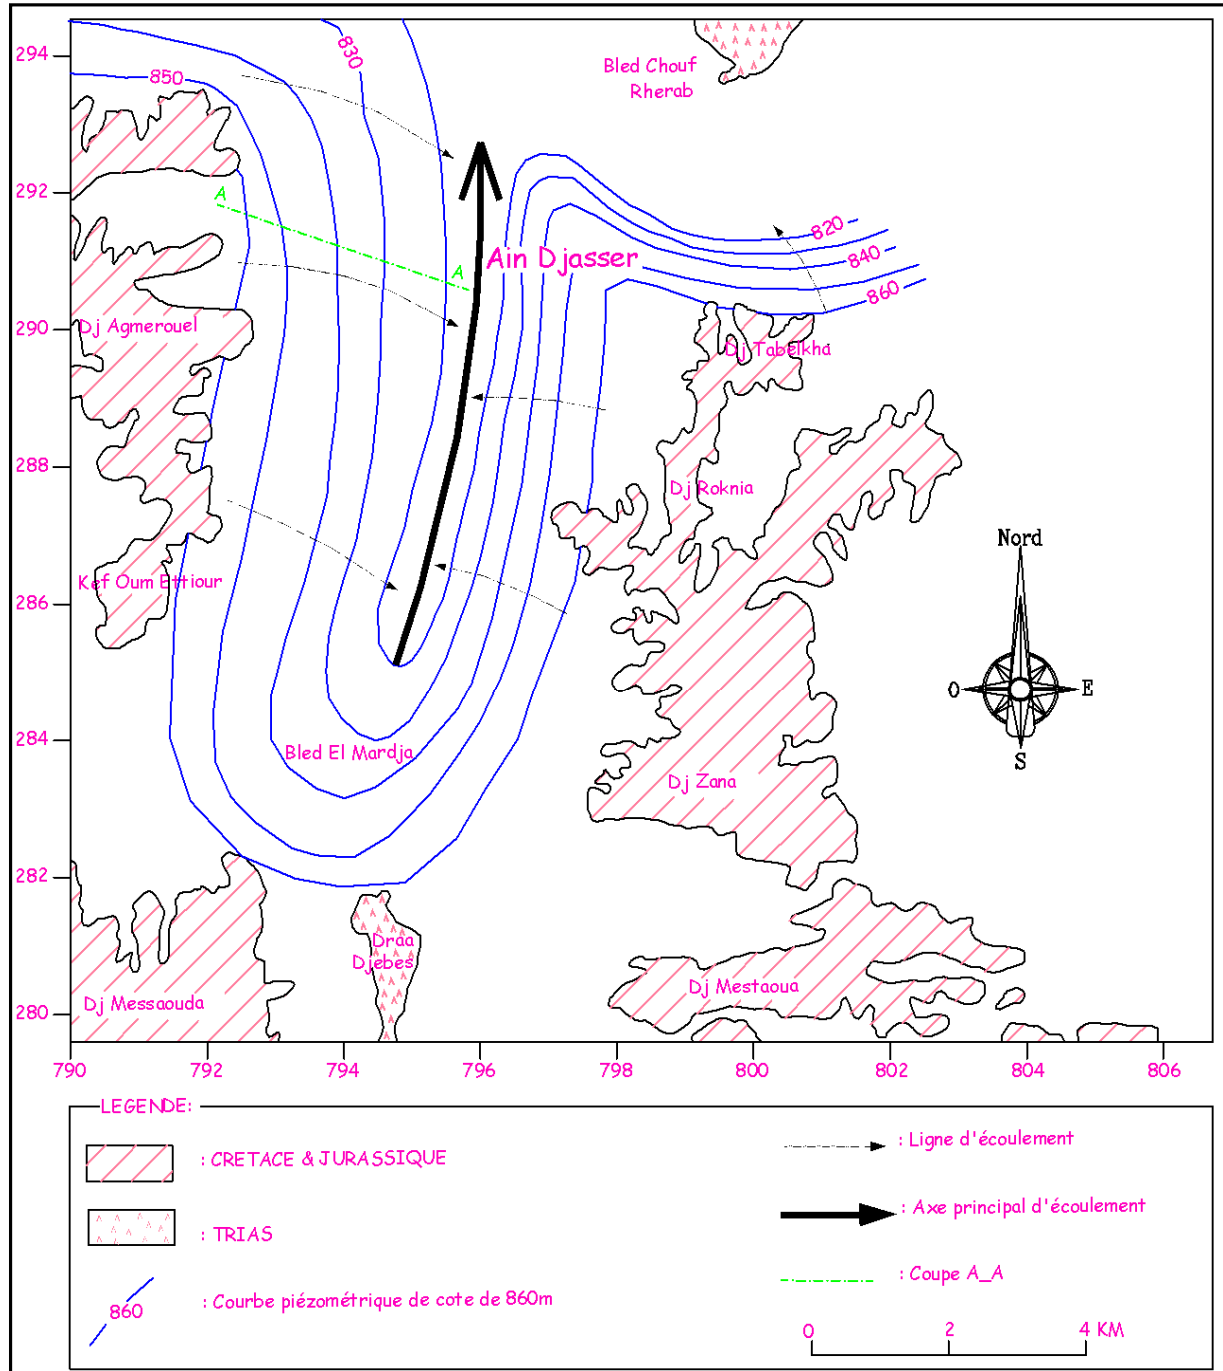 294
830
Bled Chouf
Rherab
850
292
A
820
A
Ain Djasser
840
860
290
Dj Agmerouel
Dj Tabelkha
288
Dj Roknia
Nord
Kef Oum Ettiour
286
O
E
284
Bled El Mardja
S
Dj Zana
282
Draa
Djebes
Dj Messaouda
Dj Mestaoua
280
790
792
794
796
798
800
802
804
806
LEGENDE:
: CRETACE & JURASSIQUE
: Ligne d'écoulement
: Axe principal d'écoulement
: TRIAS
: Coupe A_A
860
: Courbe piézométrique de cote de 860m
0
2
4 KM